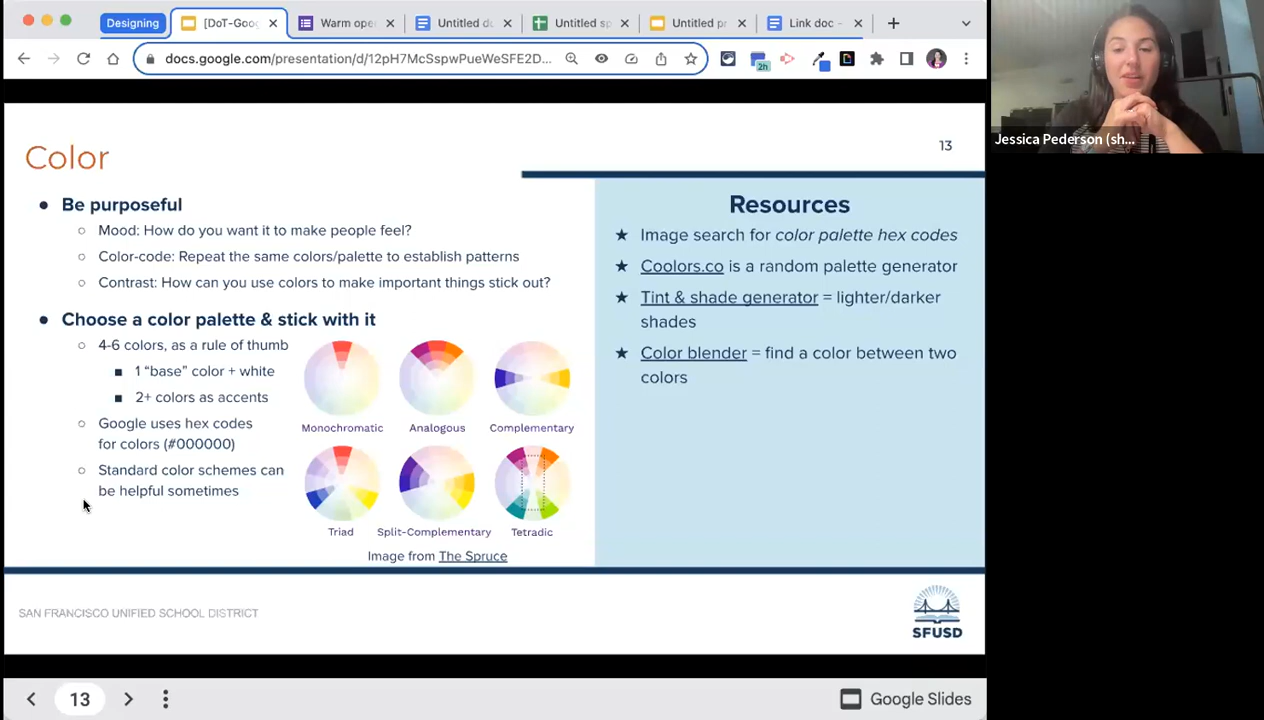 Designing
[DoT-Goo
Warm ope
Untitled du
Untitled sp
Untitled pr
Link doc -
docs.google.com/presentation/d/12pH7McSspwPueWeSFE2D...
2h
Jessica Pederson (sh...
Color
13
● Be purposeful
○ Mood: How do you want it to make people feel?
○ Color-code: Repeat the same colors/palette to establish patterns
○ Contrast: How can you use colors to make important things stick out?
● Choose a color palette & stick with it
○ 4-6 colors, as a rule of thumb
■ 1 “base” color + white
■ 2+ colors as accents
○ Google uses hex codes
for colors (#000000)
○ Standard color schemes can
be helpful sometimes
Monochromatic
Analogous
Complementary
Triad
Split-Complementary
Tetradic
Image from The Spruce
Resources
★ Image search for color palette hex codes
★ Coolors.co is a random palette generator
★ Tint & shade generator = lighter/darker
shades
★ Color blender = find a color between two
colors
SAN FRANCISCO UNIFIED SCHOOL DISTRICT
SFUSD
13
Google Slides